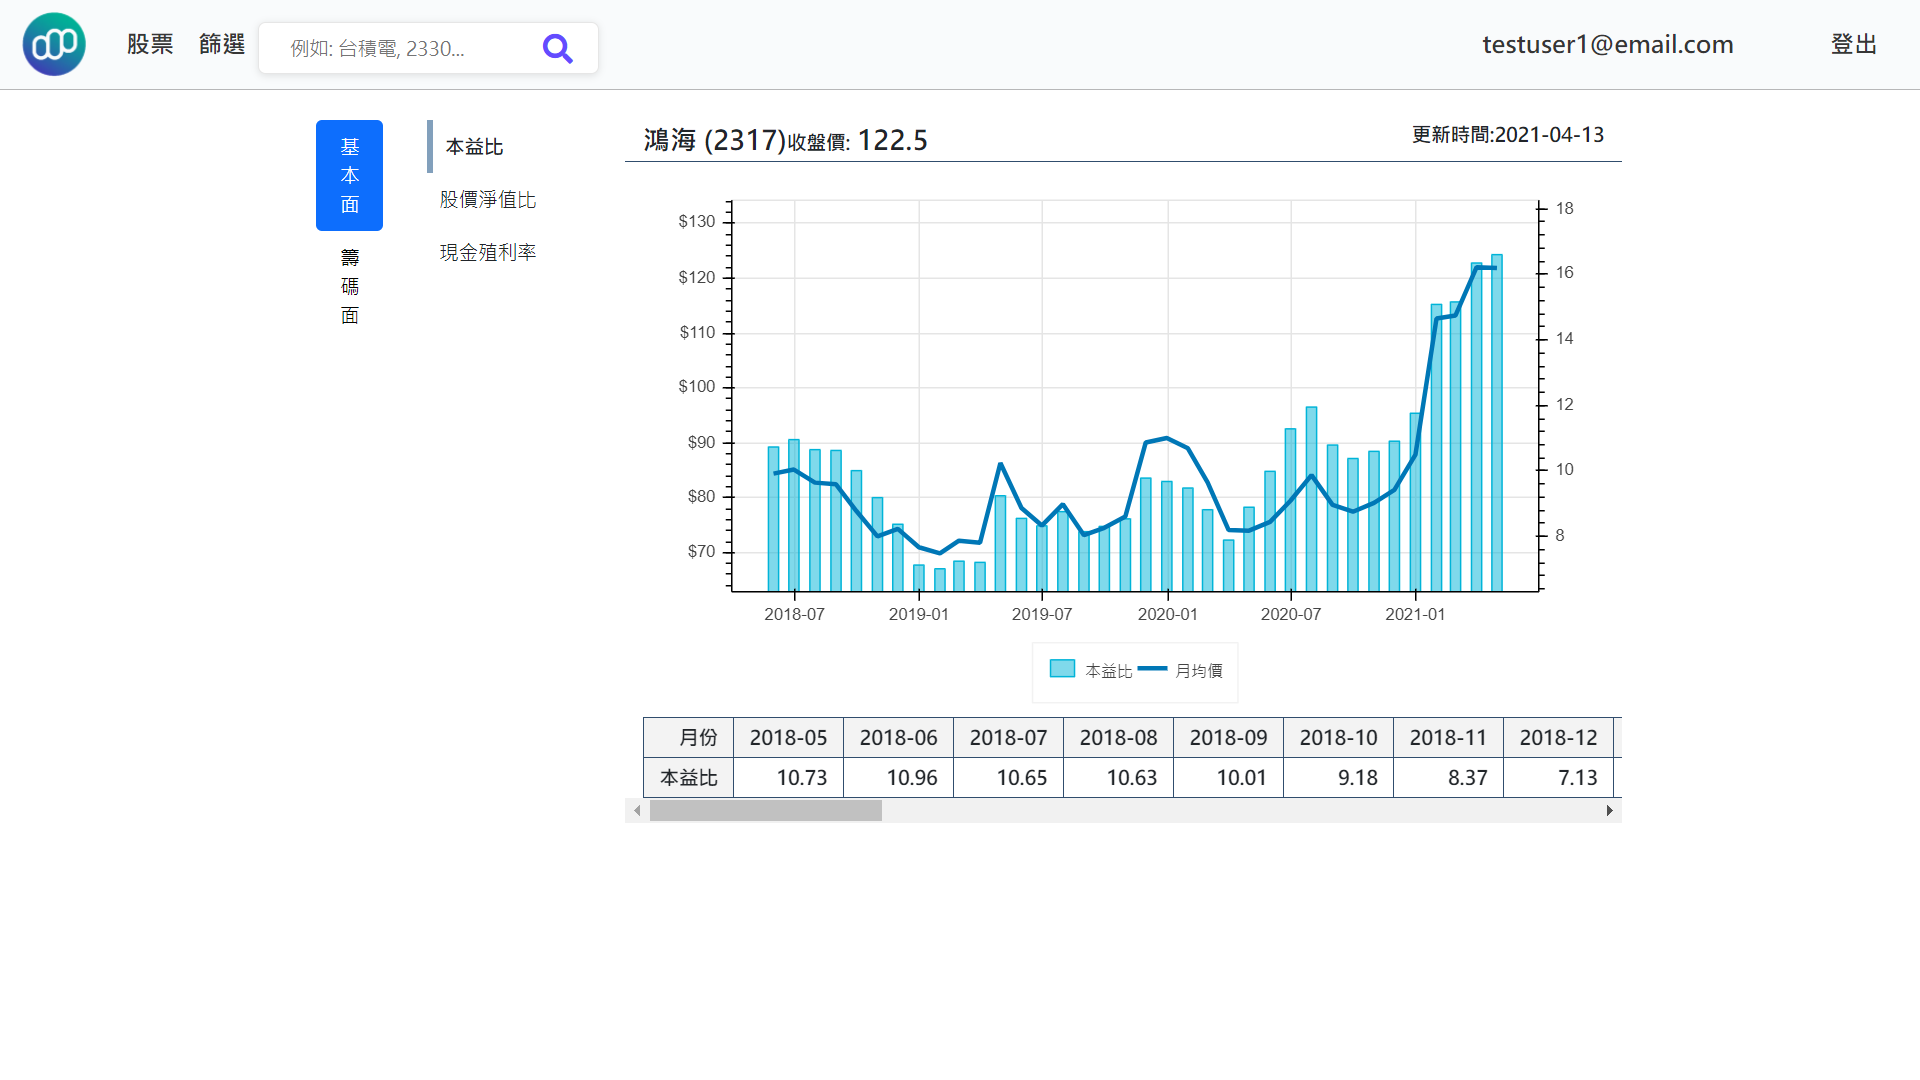 股票 篩選 例如: 台積電, 2330... testuser1@email.com 登出
基本面
籌碼面
本益比
股價淨值比
現金殖利率
鴻海 (2317)收盤價: 122.5 更新時間:2021-04-13
$130
$120
$110
$100
$90
$80
$70
18
16
14
12
10
8
2018-07 2019-01 2019-07 2020-01 2020-07 2021-01
本益比 月均價
月份 2018-05 2018-06 2018-07 2018-08 2018-09 2018-10 2018-11 2018-12
本益比 10.73 10.96 10.65 10.63 10.01 9.18 8.37 7.13